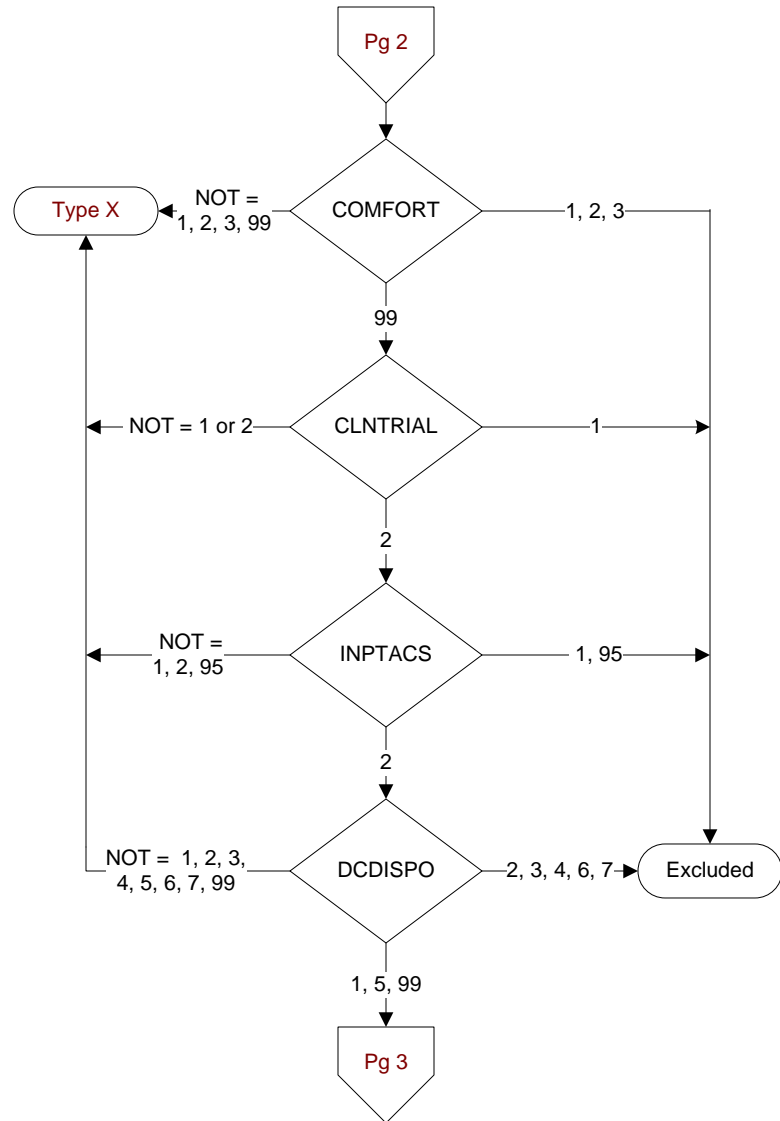 Pg 2
NOT =
1, 2, 3, 99
Type X
COMFORT
1, 2, 3
99
NOT = 1 or 2
CLNTRIAL
1
2
NOT =
1, 2, 95
INPTACS
1, 95
2
NOT = 1, 2, 3,
4, 5, 6, 7, 99
DCDISPO
2, 3, 4, 6, 7
Excluded
1, 5, 99
Pg 3